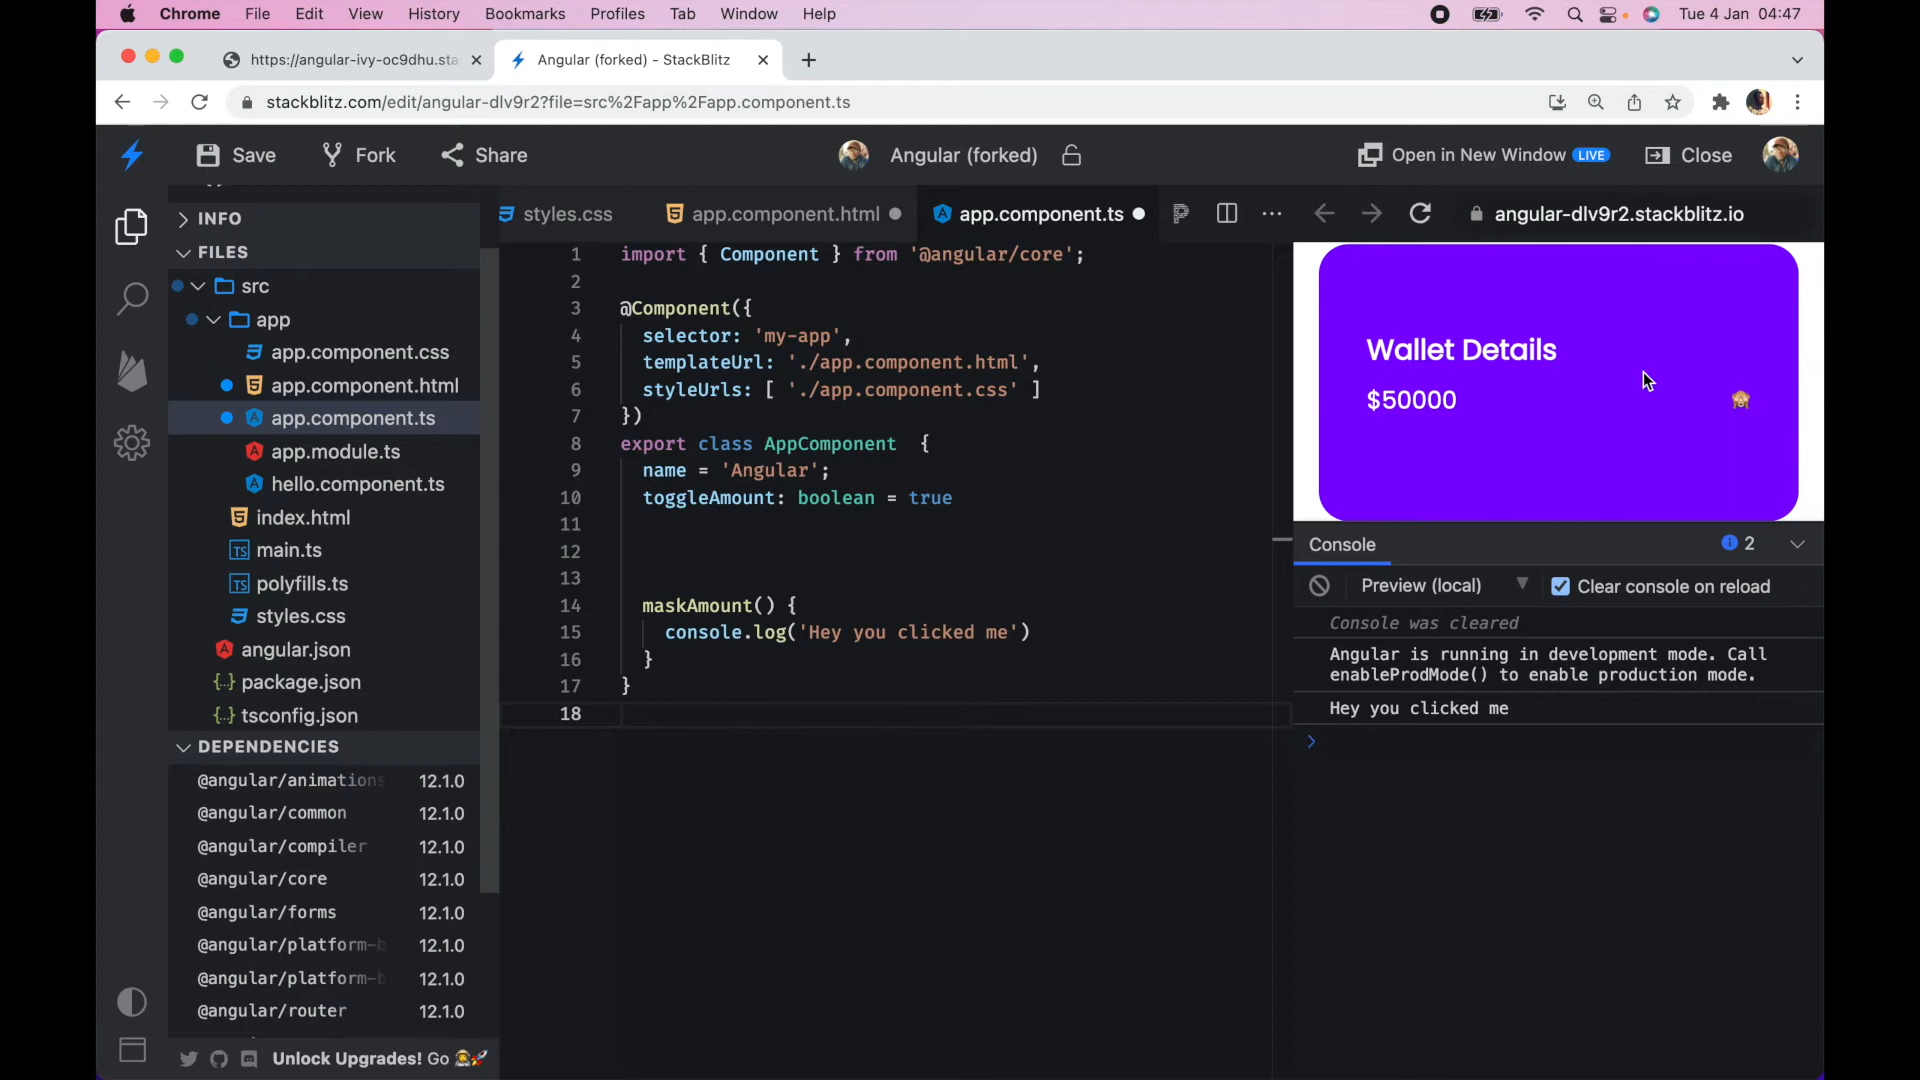 Chrome File Edit View History Bookmarks Profiles Tab Window Help Tue 4 Jan 04:47
https://angular-ivy-oc9dhu.sta Angular (forked) - StackBlitz
stackblitz.com/edit/angular-dlv9r2?file=src%2Fapp%2Fapp.component.ts
Save Fork Share Angular (forked) Open in New Window LIVE Close
INFO
FILES
src
app
app.component.css
app.component.html
app.component.ts
app.module.ts
hello.component.ts
index.html
main.ts
polyfills.ts
styles.css
angular.json
package.json
tsconfig.json
DEPENDENCIES
@angular/animations 12.1.0
@angular/common 12.1.0
@angular/compiler 12.1.0
@angular/core 12.1.0
@angular/forms 12.1.0
@angular/platform-b 12.1.0
@angular/platform-b 12.1.0
@angular/router 12.1.0
Unlock Upgrades! Go
styles.css app.component.html app.component.ts
1 import { Component } from '@angular/core';
2
3 @Component({
4 selector: 'my-app',
5 templateUrl: './app.component.html',
6 styleUrls: [ './app.component.css' ]
7 })
8 export class AppComponent {
9 name = 'Angular';
10 toggleAmount: boolean = true
11
12
13
14 maskAmount() {
15 console.log('Hey you clicked me')
16 }
17 }
18
angular-dlv9r2.stackblitz.io
Wallet Details
$50000
Console 2
Preview (local) Clear console on reload
Console was cleared
Angular is running in development mode. Call
enableProdMode() to enable production mode.
Hey you clicked me